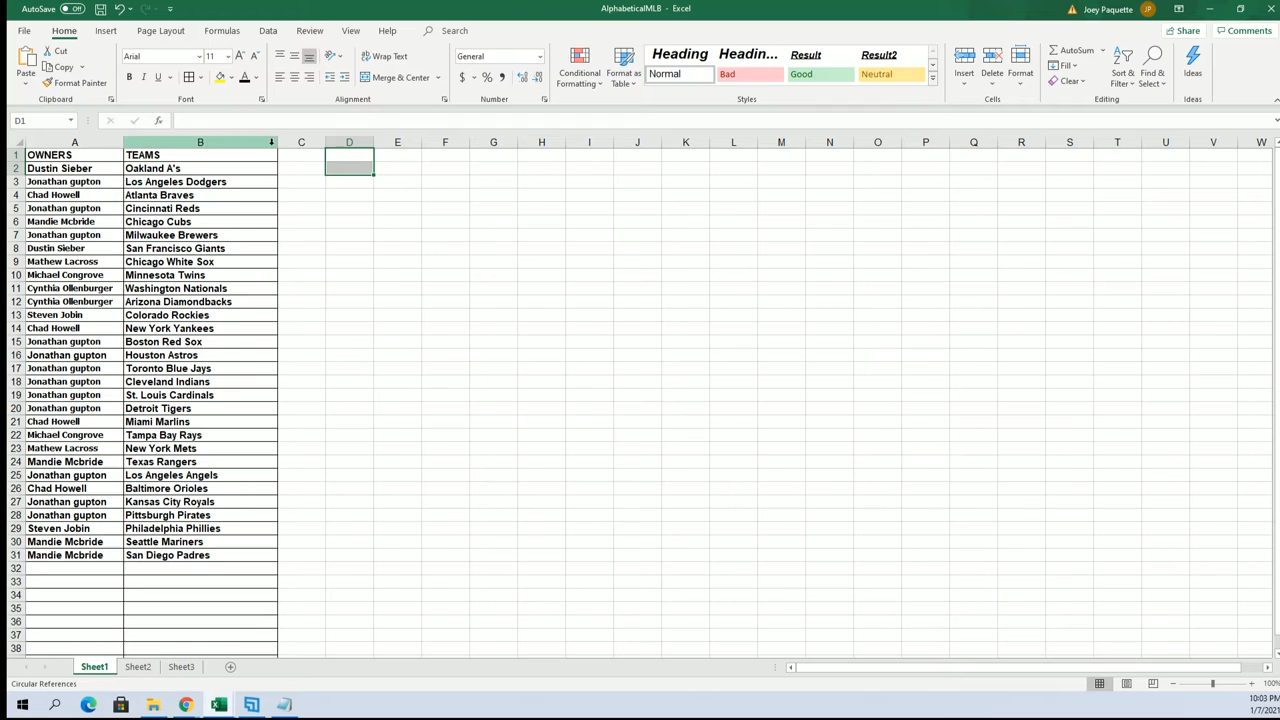 AutoSave Off AlphabeticalMLB - Excel Joey Paquette JP
File Home Insert Page Layout Formulas Data Review View Help Search Share Comments
Paste Cut Copy Format Painter Clipboard
Arial 11 A A B I U A Font
Wrap Text Merge & Center Alignment
General $ % , Number
Conditional Formatting Format as Table
Heading Headin... Result Result2
Normal Bad Good Neutral
Styles
Insert Delete Format Cells
AutoSum Fill Clear Sort & Filter Find & Select Editing
Ideas Ideas
D1 fx
A B C D E F G H I J K L M N O P Q R S T U V W
1 OWNERS TEAMS
2 Dustin Sieber Oakland A's
3 Jonathan gupton Los Angeles Dodgers
4 Chad Howell Atlanta Braves
5 Jonathan gupton Cincinnati Reds
6 Mandie Mcbride Chicago Cubs
7 Jonathan gupton Milwaukee Brewers
8 Dustin Sieber San Francisco Giants
9 Mathew Lacross Chicago White Sox
10 Michael Congrove Minnesota Twins
11 Cynthia Ollenburger Washington Nationals
12 Cynthia Ollenburger Arizona Diamondbacks
13 Steven Jobin Colorado Rockies
14 Chad Howell New York Yankees
15 Jonathan gupton Boston Red Sox
16 Jonathan gupton Houston Astros
17 Jonathan gupton Toronto Blue Jays
18 Jonathan gupton Cleveland Indians
19 Jonathan gupton St. Louis Cardinals
20 Jonathan gupton Detroit Tigers
21 Chad Howell Miami Marlins
22 Michael Congrove Tampa Bay Rays
23 Mathew Lacross New York Mets
24 Mandie Mcbride Texas Rangers
25 Jonathan gupton Los Angeles Angels
26 Chad Howell Baltimore Orioles
27 Jonathan gupton Kansas City Royals
28 Jonathan gupton Pittsburgh Pirates
29 Steven Jobin Philadelphia Phillies
30 Mandie Mcbride Seattle Mariners
31 Mandie Mcbride San Diego Padres
32
33
34
35
36
37
38
Sheet1 Sheet2 Sheet3
Circular References 100%
10:03 PM
1/7/2021